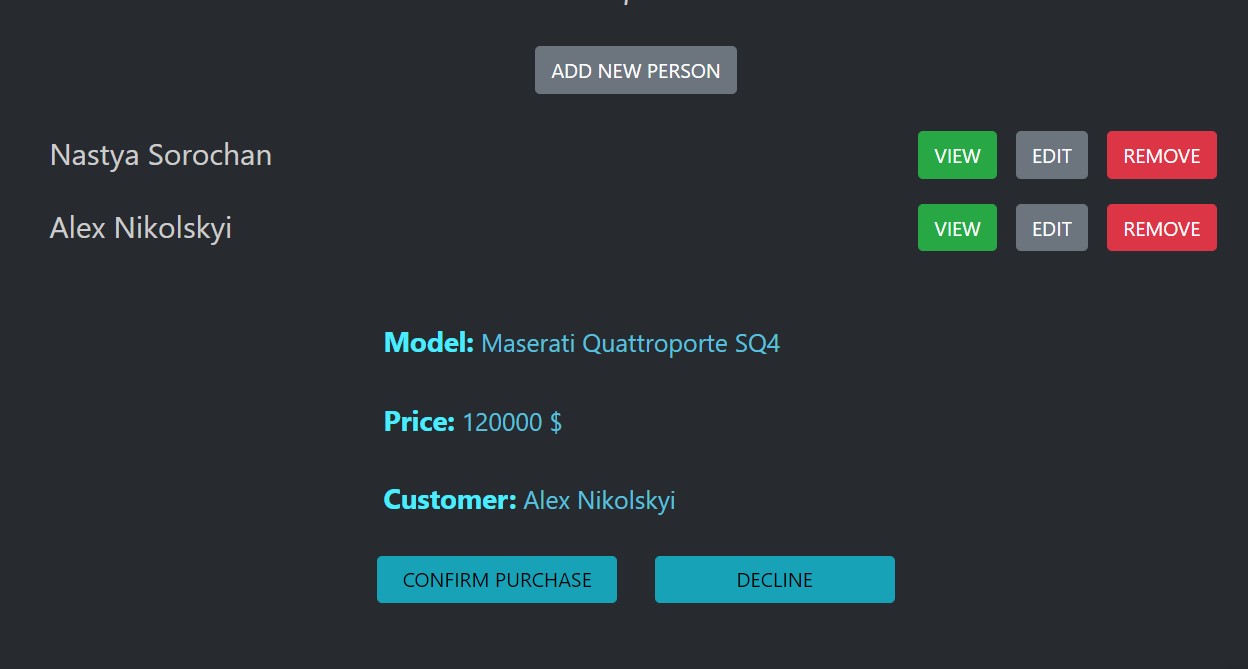 ADD NEW PERSON
Nastya Sorochan VIEW EDIT REMOVE
Alex Nikolskyi VIEW EDIT REMOVE
Model: Maserati Quattroporte SQ4
Price: 120000 $
Customer: Alex Nikolskyi
CONFIRM PURCHASE DECLINE